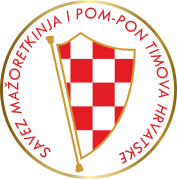 SAVEZ MAŽORETKINJA I POM-PON TIMOVA HRVATSKE